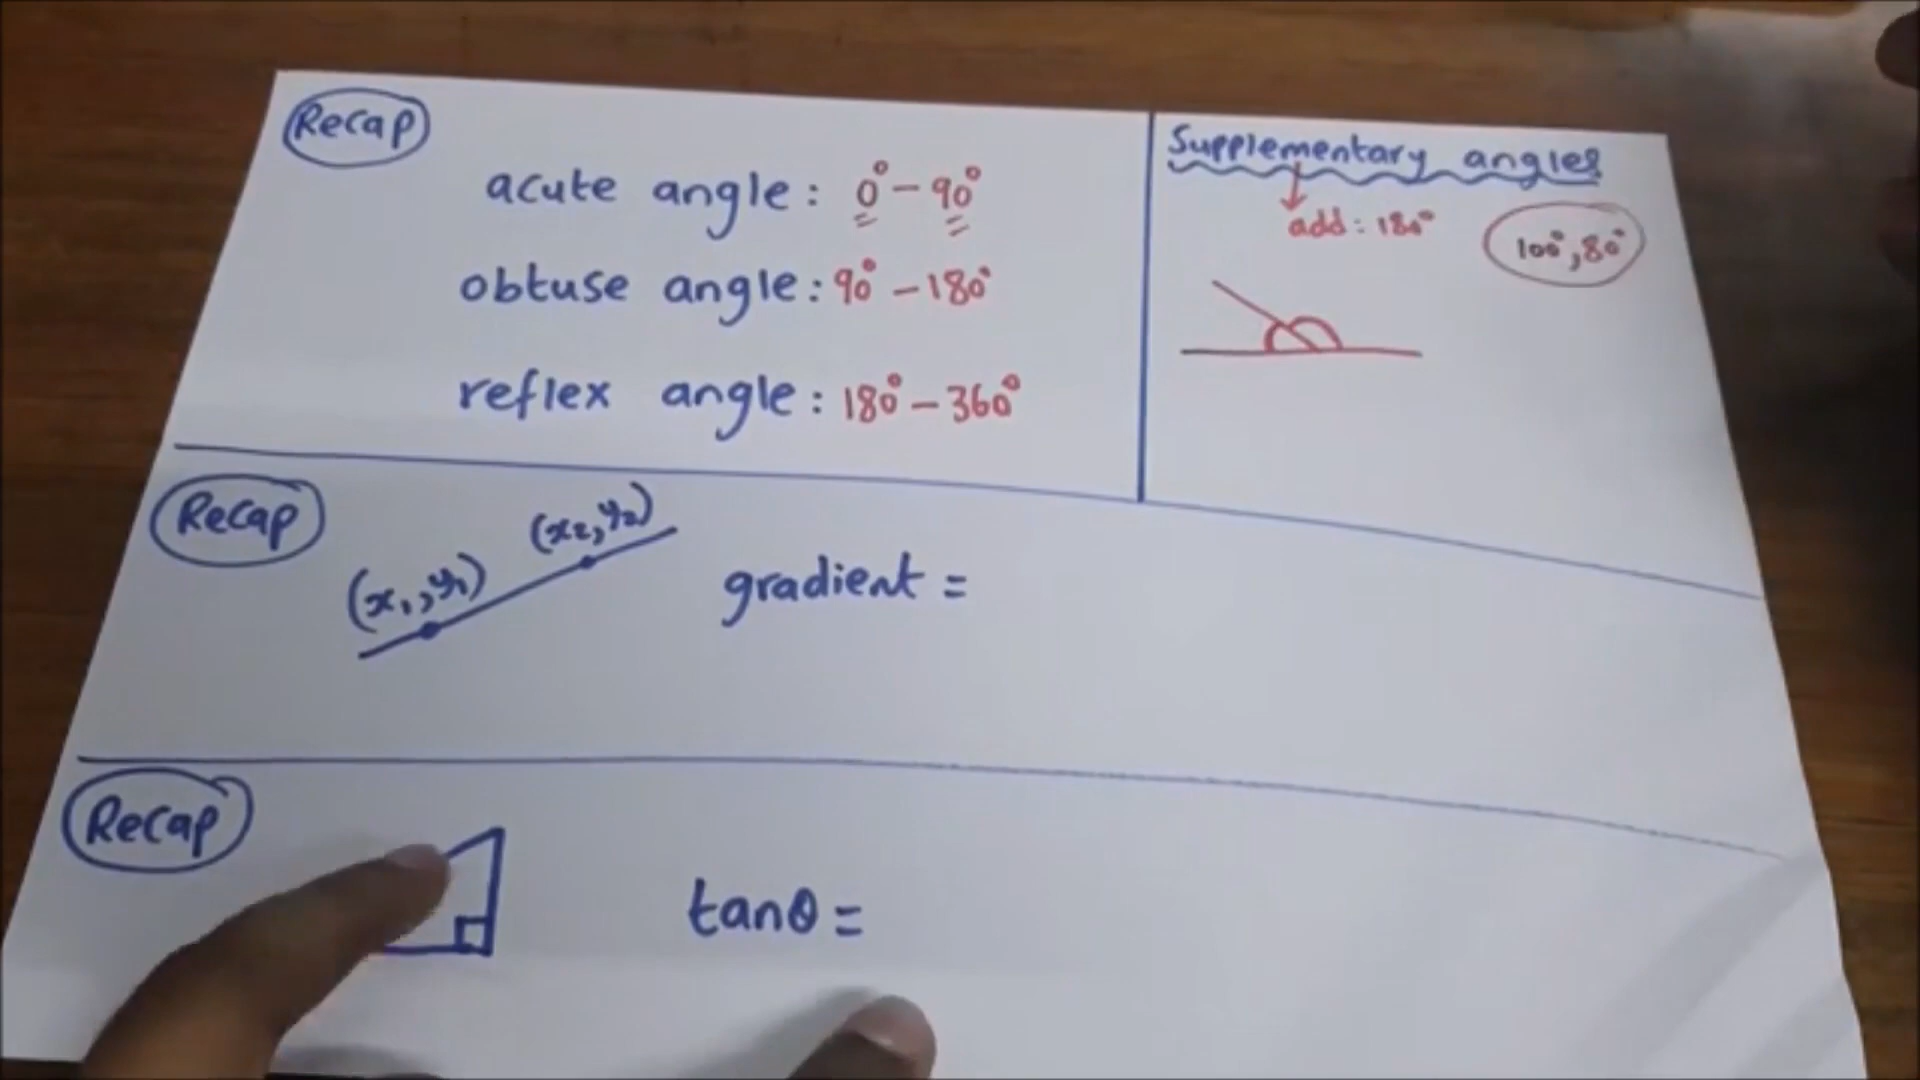 Recap
acute angle: 0° - 90°
obtuse angle: 90° - 180°
reflex angle: 180° - 360°
Supplementary angles
add: 180°
100°, 80°
Recap
(x₁, y₁)
(x₂, y₂)
gradient =
Recap
tanθ =